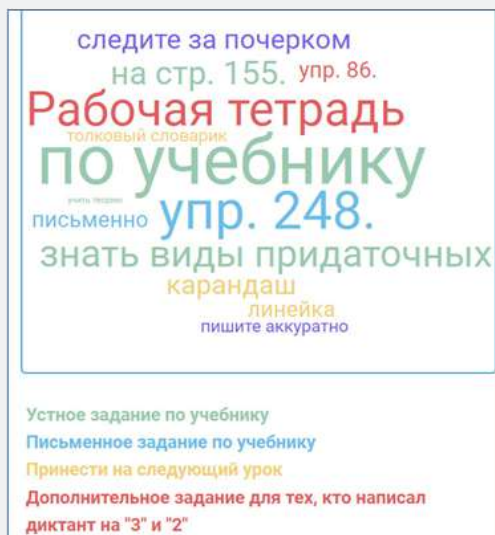 следите за почерком
на стр. 155. упр. 86.
Рабочая тетрадь
толковый словарик
по учебнику
учить теорию
письменно упр. 248.
знать виды придаточных
карандаш
линейка
пишите аккуратно
Устное задание по учебнику
Письменное задание по учебнику
Принести на следующий урок
Дополнительное задание для тех, кто написал
диктант на "3" и "2"